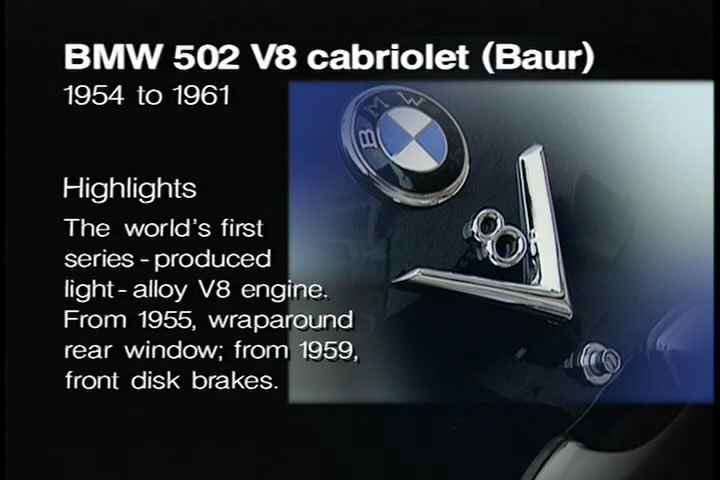 BMW 502 V8 cabriolet (Baur)
1954 to 1961
Highlights
The world's first
series-produced
light-alloy V8 engine.
From 1955, wraparound
rear window; from 1959,
front disk brakes.
BMW
V8